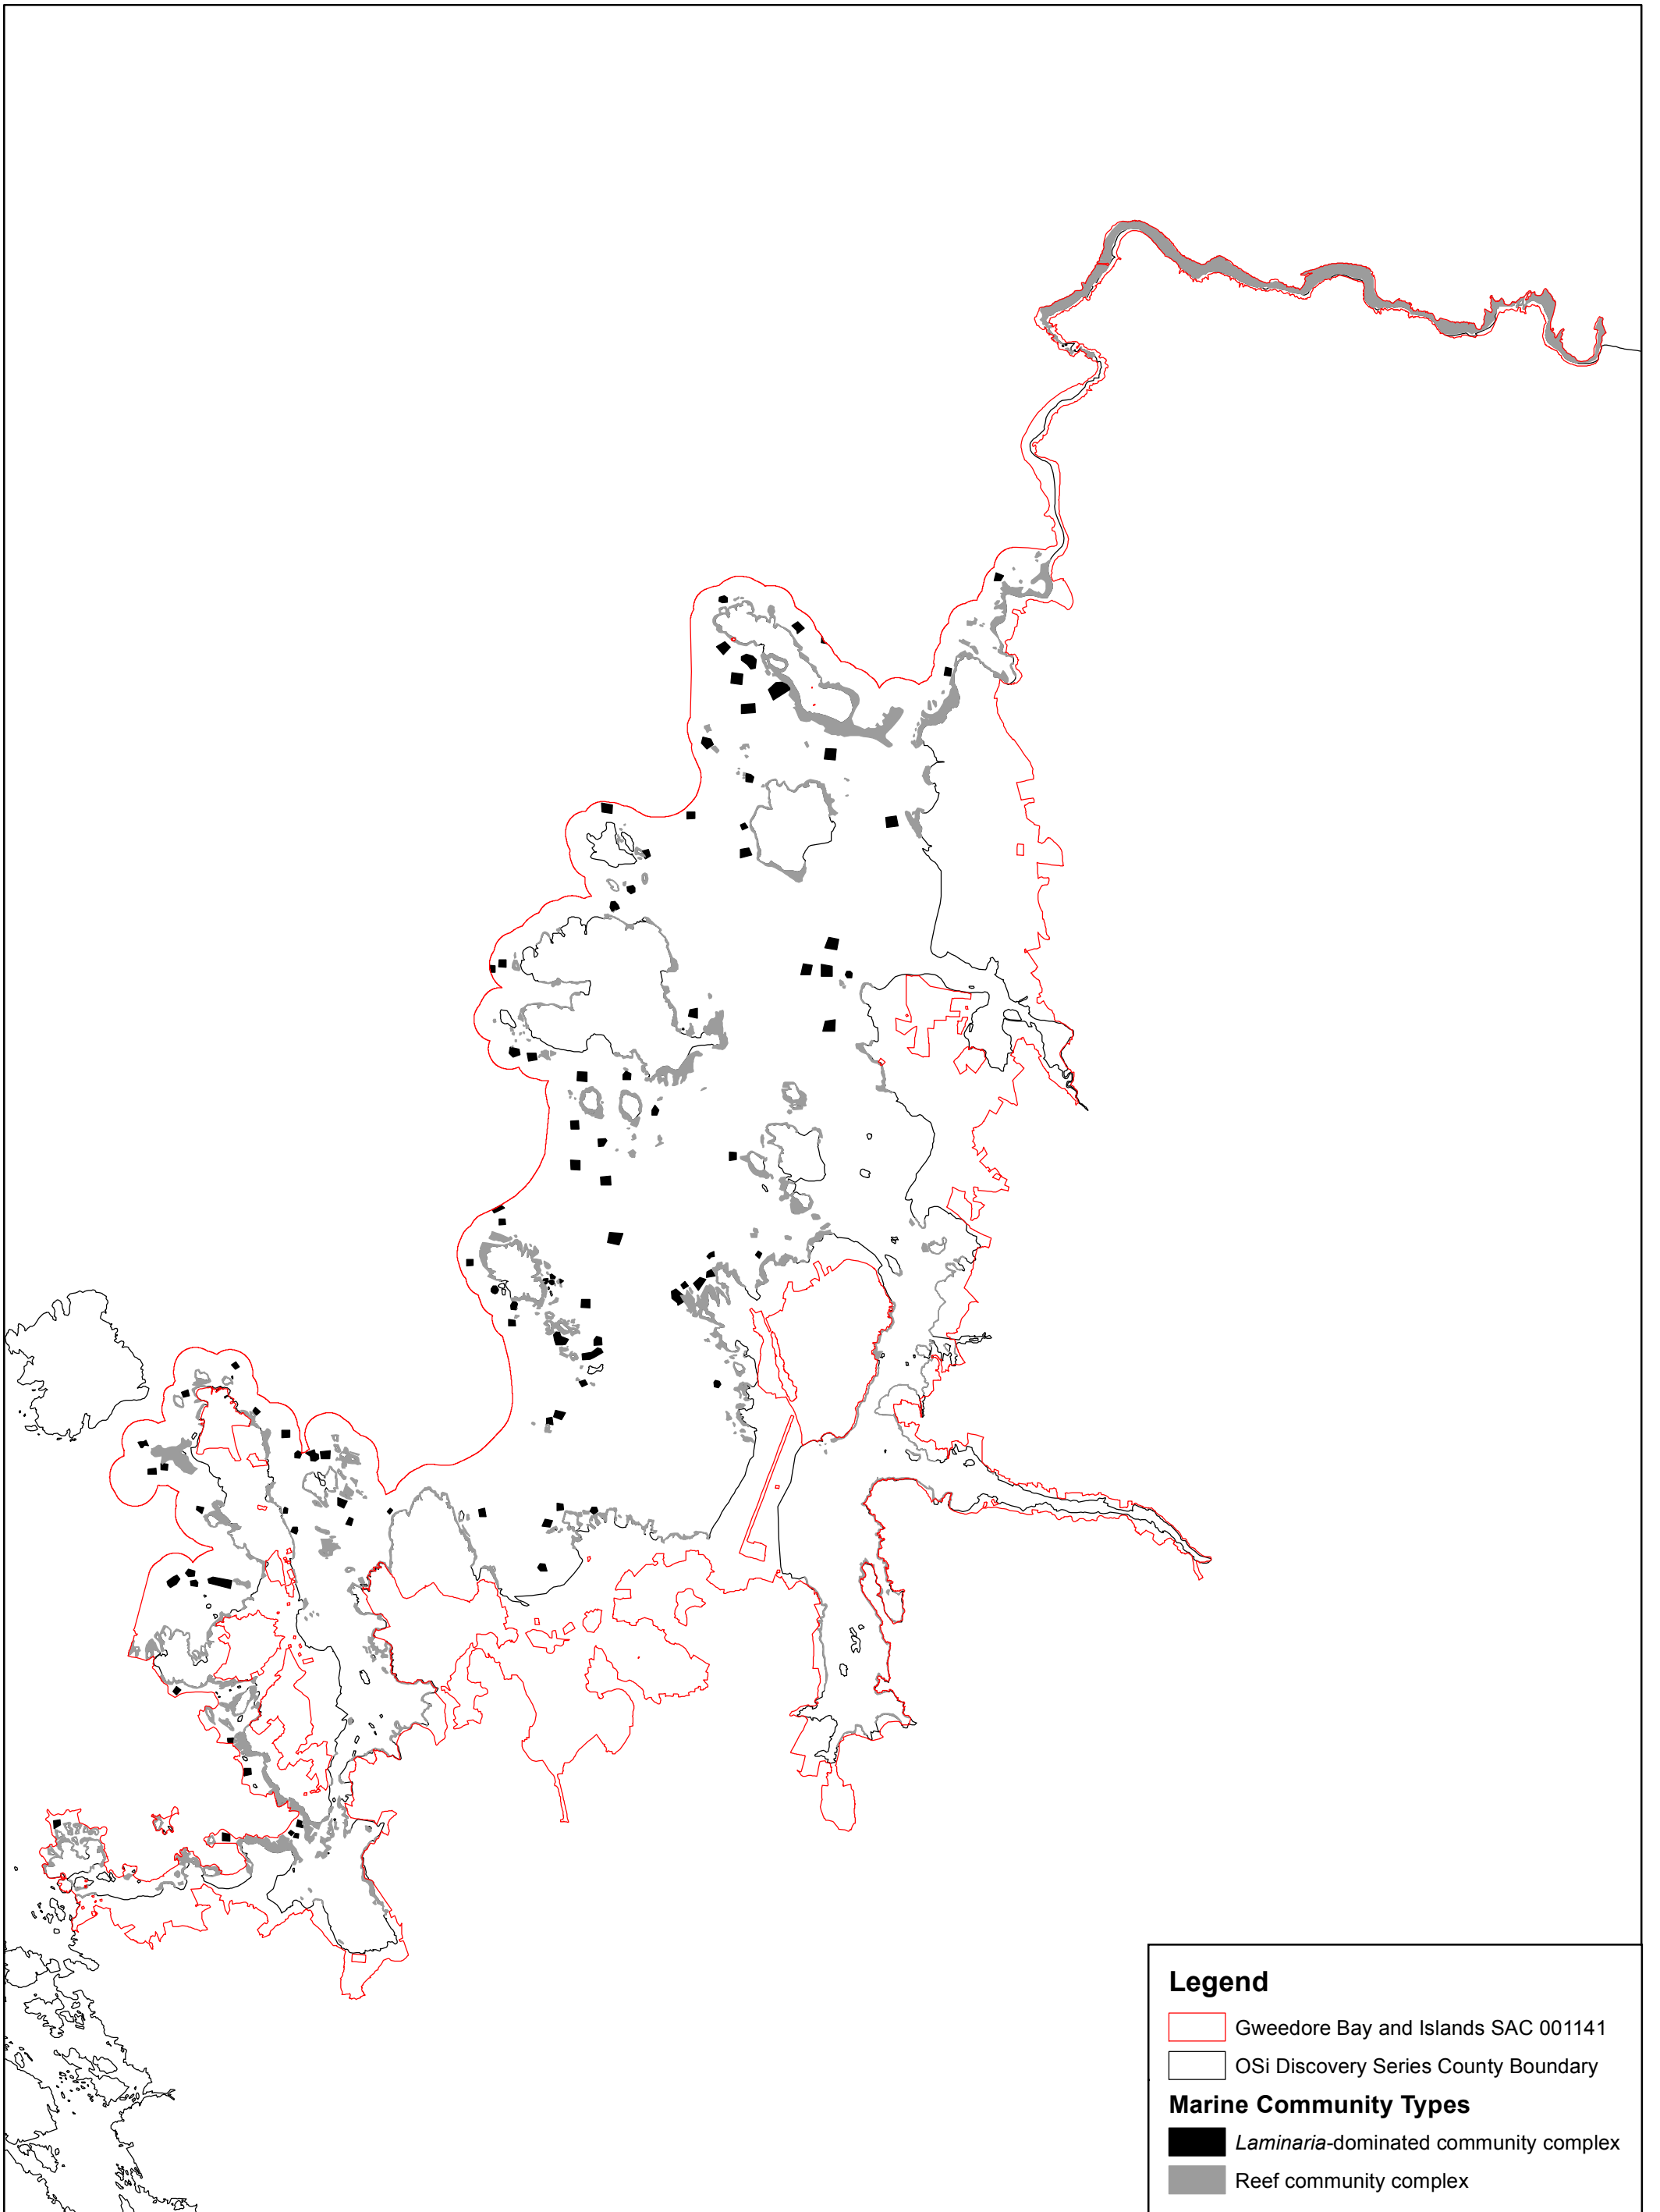 Legend
Gweedore Bay and Islands SAC 001141
OSi Discovery Series County Boundary
Marine Community Types
Laminaria-dominated community complex
Reef community complex